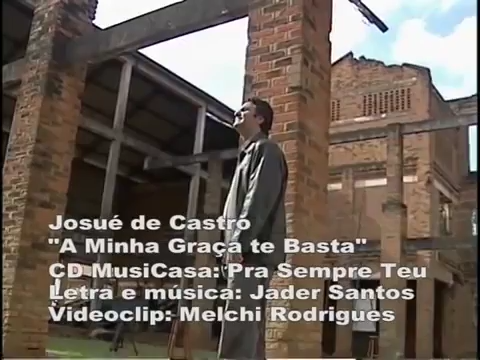 Josué de Castro
"A Minha Graça te Basta"
CD MusiCasa: Pra Sempre Teu
Letra e música: Jader Santos
Videoclip: Melchi Rodrigues